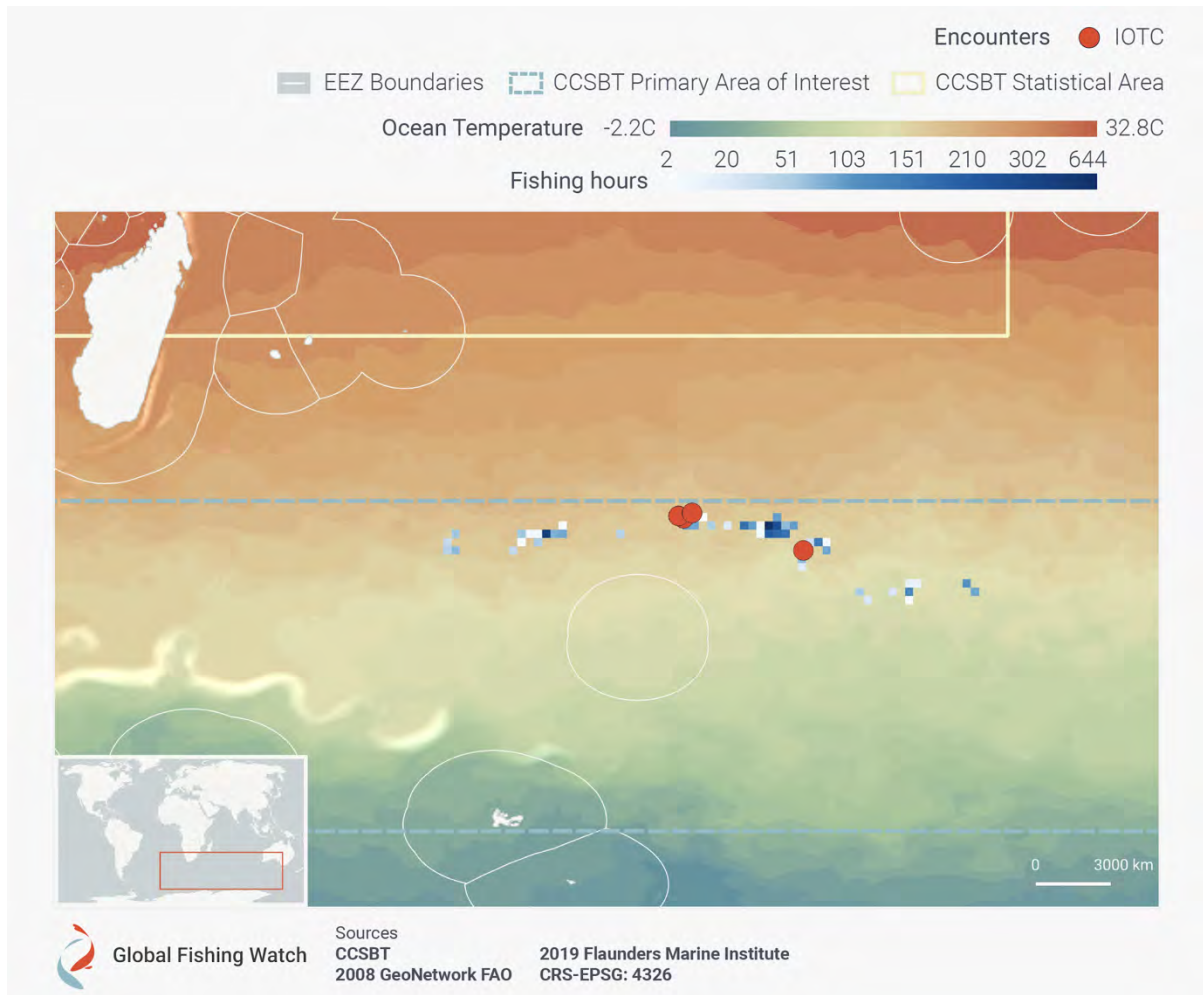 Encounters IOTC
EEZ Boundaries CCSBT Primary Area of Interest CCSBT Statistical Area
Ocean Temperature -2.2C 32.8C
2 20 51 103 151 210 302 644
Fishing hours
0 3000 km
Global Fishing Watch
Sources
CCSBT 2019 Flaunders Marine Institute
2008 GeoNetwork FAO CRS-EPSG: 4326